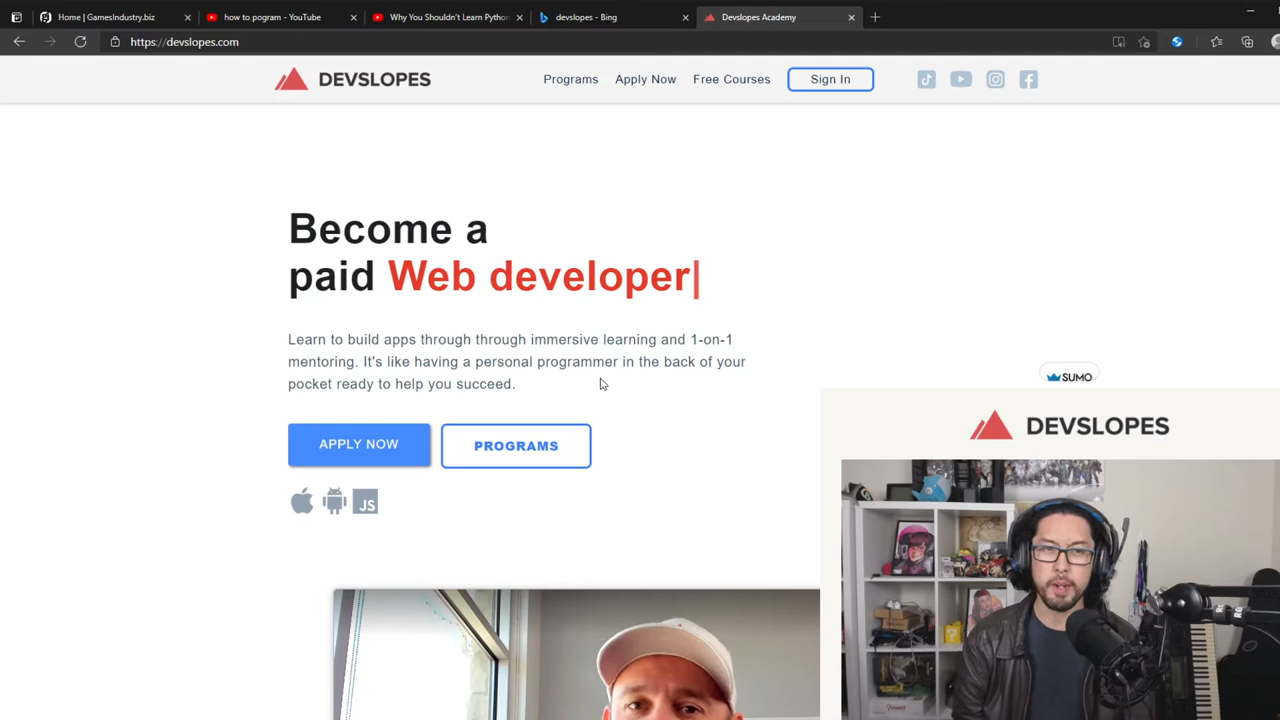 Home | GamesIndustry.biz
how to pogram - YouTube
Why You Shouldn't Learn Python
devslopes - Bing
Devslopes Academy
https://devslopes.com
DEVSLOPES
Programs
Apply Now
Free Courses
Sign In
Become a
paid Web developer|
Learn to build apps through through immersive learning and 1-on-1
mentoring. It's like having a personal programmer in the back of your
pocket ready to help you succeed.
APPLY NOW
PROGRAMS
JS
SUMO
DEVSLOPES